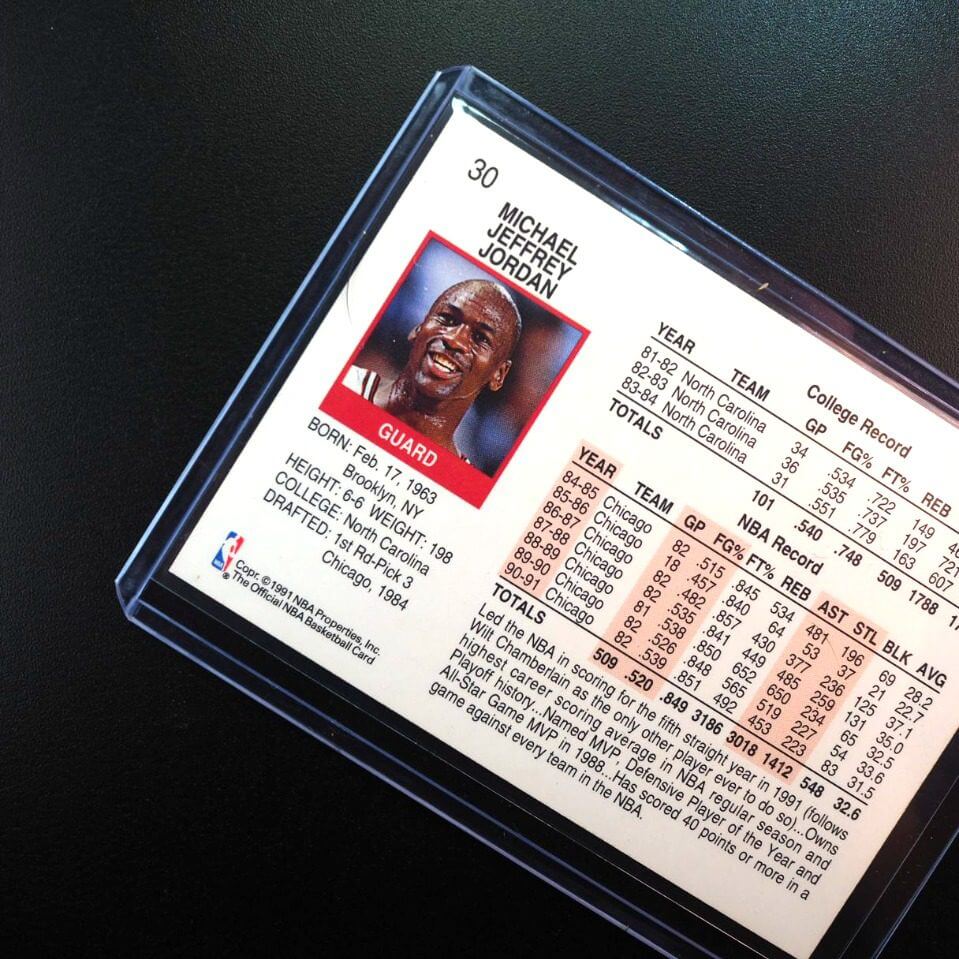 30
MICHAEL
JEFFREY
JORDAN
GUARD
BORN: Feb. 17, 1963
Brooklyn, NY
HEIGHT: 6-6 WEIGHT: 198
COLLEGE: North Carolina
DRAFTED: 1st Rd-Pick 3
Chicago, 1984
NBA
®
Copr. © 1991 NBA Properties, Inc.
The Official NBA Basketball Card
College Record
YEAR TEAM GP FG% FT% REB
81-82 North Carolina 34 .534 .722 149
82-83 North Carolina 36 .535 .737 197
83-84 North Carolina 31 .551 .779 163 607
TOTALS 101 .540 .748 509 1788
NBA Record
YEAR TEAM GP FG% FT% REB AST STL BLK AVG
84-85 Chicago 82 .515 .845 534 481 196 69 28.2
85-86 Chicago 18 .457 .840 64 53 37 21 22.7
86-87 Chicago 82 .482 .857 430 377 236 125 37.1
87-88 Chicago 82 .535 .841 449 485 259 131 35.0
88-89 Chicago 81 .538 .850 652 650 234 65 32.5
89-90 Chicago 82 .526 .848 565 519 227 54 33.6
90-91 Chicago 82 .539 .851 492 453 223 83 31.5
TOTALS 509 .520 .849 3186 3018 1412 548 32.6
Led the NBA in scoring for the fifth straight year in 1991 (follows
Wilt Chamberlain as the only other player ever to do so)...Owns
highest career scoring average in NBA regular season and
Playoff history...Named MVP, Defensive Player of the Year and
All-Star Game MVP in 1988...Has scored 40 points or more in a
game against every team in the NBA.